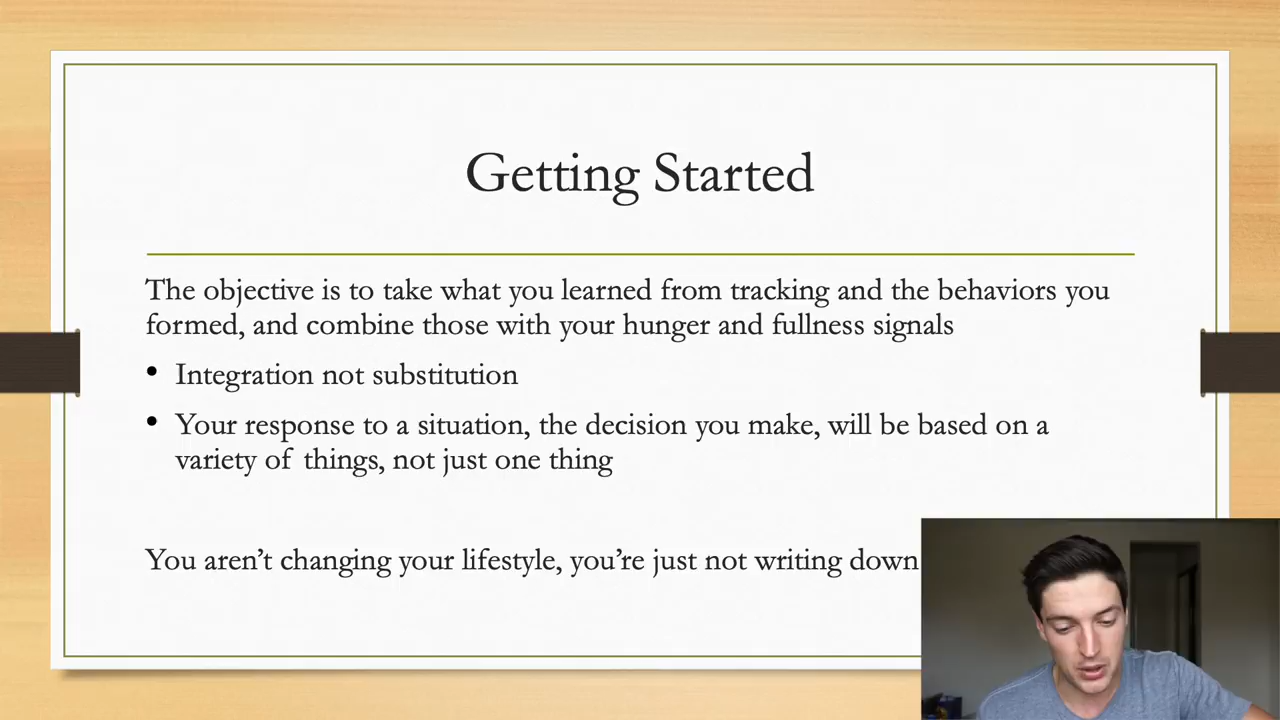 Getting Started
The objective is to take what you learned from tracking and the behaviors you
formed, and combine those with your hunger and fullness signals
• Integration not substitution
• Your response to a situation, the decision you make, will be based on a
variety of things, not just one thing
You aren’t changing your lifestyle, you’re just not writing down